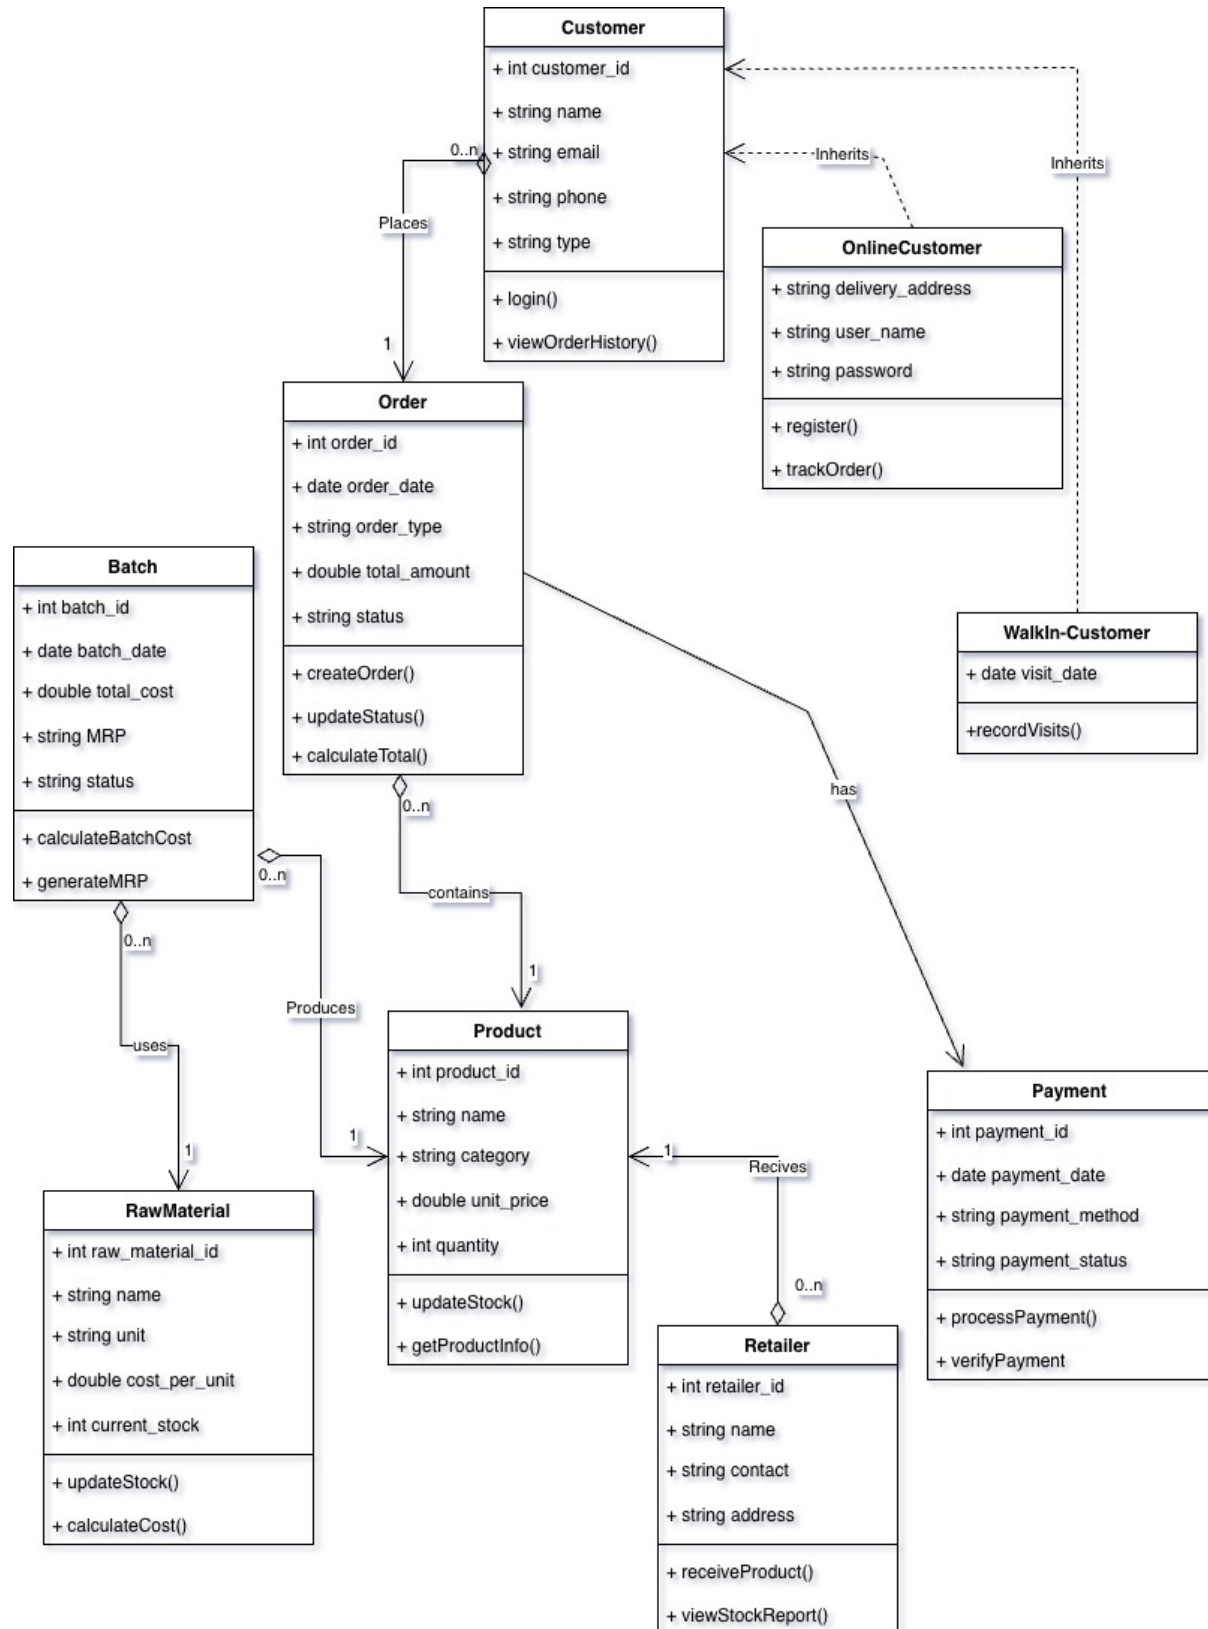 Customer
+ int customer_id
+ string name
+ string email
+ string phone
+ string type
+ login()
+ viewOrderHistory()
0..n
Places
1
Inherits
Inherits
OnlineCustomer
+ string delivery_address
+ string user_name
+ string password
+ register()
+ trackOrder()
Order
+ int order_id
+ date order_date
+ string order_type
+ double total_amount
+ string status
+ createOrder()
+ updateStatus()
+ calculateTotal()
Batch
+ int batch_id
+ date batch_date
+ double total_cost
+ string MRP
+ string status
+ calculateBatchCost
+ generateMRP
WalkIn-Customer
+ date visit_date
+recordVisits()
has
0..n
contains
1
0..n
Produces
1
0..n
uses
1
Product
+ int product_id
+ string name
+ string category
+ double unit_price
+ int quantity
+ updateStock()
+ getProductInfo()
1
Recives
0..n
Payment
+ int payment_id
+ date payment_date
+ string payment_method
+ string payment_status
+ processPayment()
+ verifyPayment
RawMaterial
+ int raw_material_id
+ string name
+ string unit
+ double cost_per_unit
+ int current_stock
+ updateStock()
+ calculateCost()
Retailer
+ int retailer_id
+ string name
+ string contact
+ string address
+ receiveProduct()
+ viewStockReport()